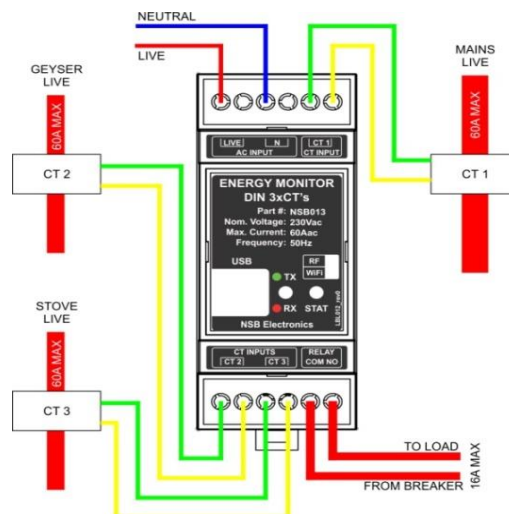 NEUTRAL
LIVE
GEYSER
LIVE
60A MAX
CT 2
MAINS
LIVE
60A MAX
CT 1
LIVE N CT 1
AC INPUT CT INPUT
ENERGY MONITOR
DIN 3xCT's
Part #: NSB013
Nom. Voltage: 230Vac
Max. Current: 60Aac
Frequency: 50Hz
USB
RF
WiFi
TX
RX STAT
NSB Electronics
LBL012_rev0
STOVE
LIVE
60A MAX
CT 3
CT INPUTS RELAY
CT 2 CT 3 COM NO
TO LOAD
FROM BREAKER
16A MAX